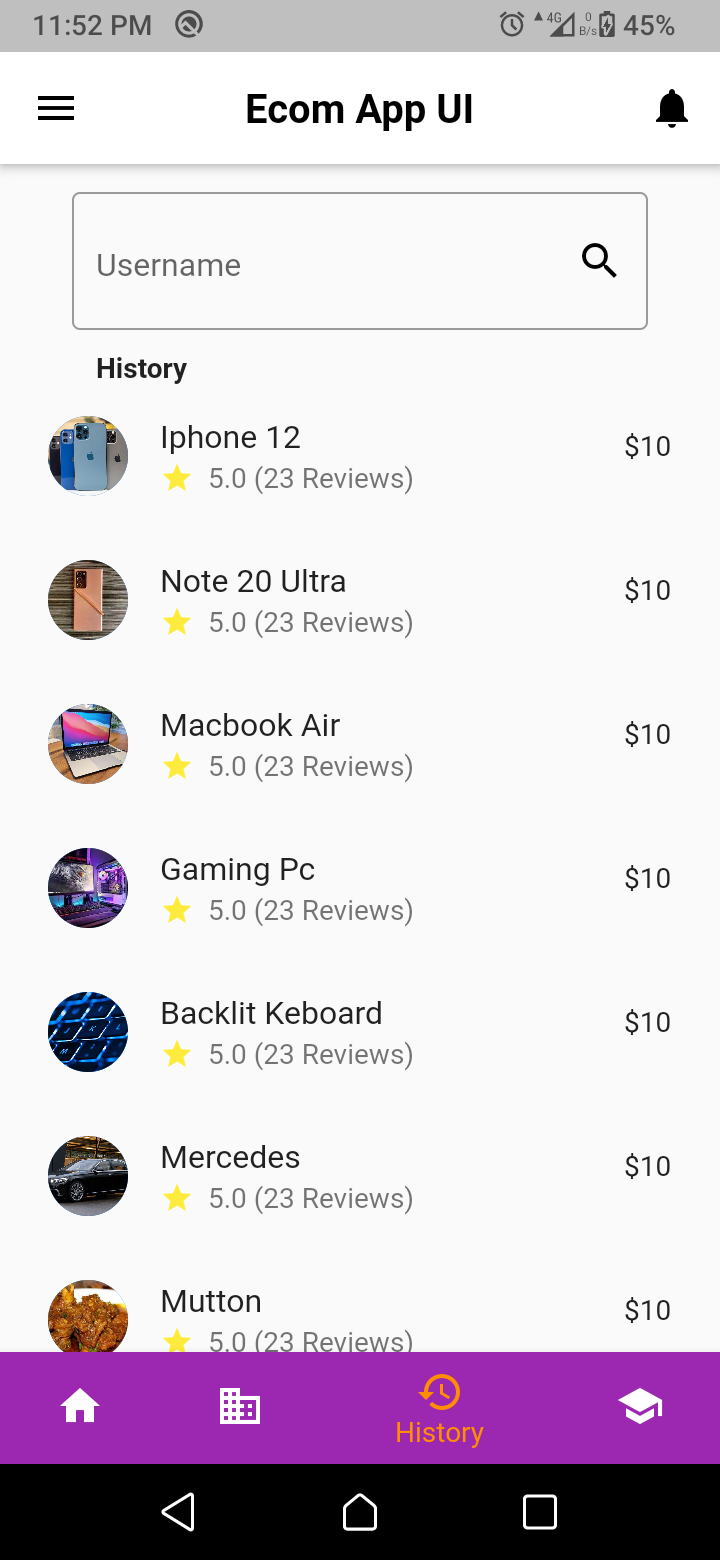 11:52 PM 4G 0 B/s 45%
Ecom App UI
Username
History
Iphone 12 $10
5.0 (23 Reviews)
Note 20 Ultra $10
5.0 (23 Reviews)
Macbook Air $10
5.0 (23 Reviews)
Gaming Pc $10
5.0 (23 Reviews)
Backlit Keboard $10
5.0 (23 Reviews)
Mercedes $10
5.0 (23 Reviews)
Mutton $10
5.0 (23 Reviews)
History